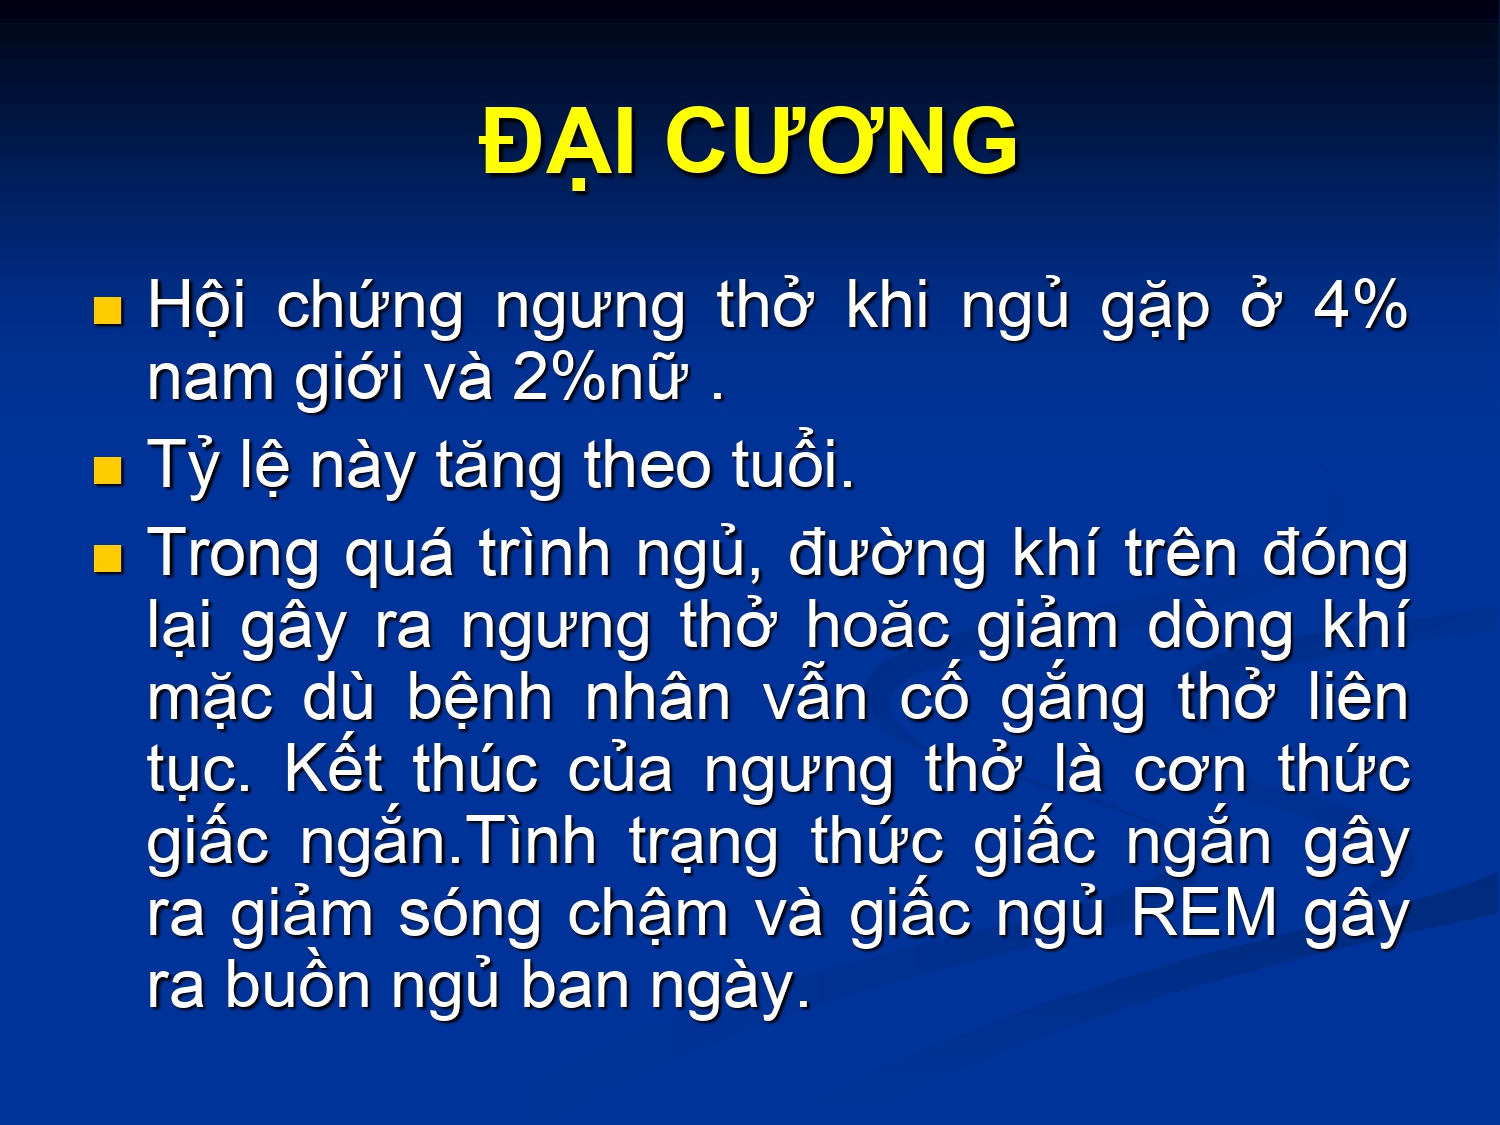 ĐẠI CƯƠNG
Hội chứng ngưng thở khi ngủ gặp ở 4%
nam giới và 2%nữ .
Tỷ lệ này tăng theo tuổi.
Trong quá trình ngủ, đường khí trên đóng
lại gây ra ngưng thở hoăc giảm dòng khí
mặc dù bệnh nhân vẫn cố gắng thở liên
tục. Kết thúc của ngưng thở là cơn thức
giấc ngắn.Tình trạng thức giấc ngắn gây
ra giảm sóng chậm và giấc ngủ REM gây
ra buồn ngủ ban ngày.